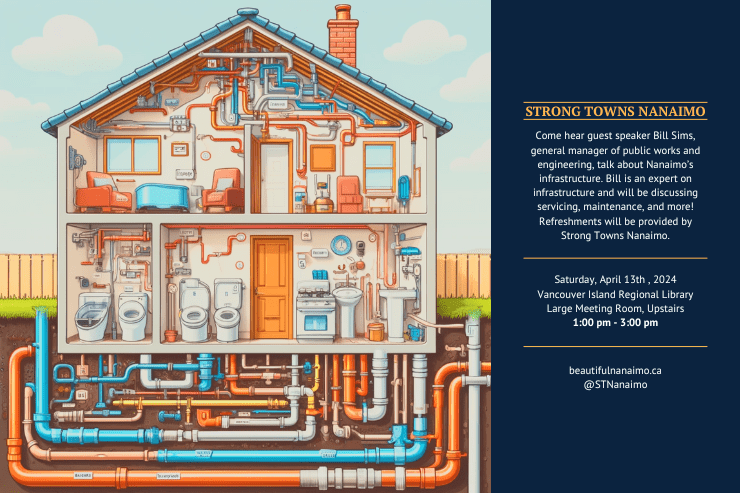 STRONG TOWNS NANAIMO
Come hear guest speaker Bill Sims,
general manager of public works and
engineering, talk about Nanaimo's
infrastructure. Bill is an expert on
infrastructure and will be discussing
servicing, maintenance, and more!
Refreshments will be provided by
Strong Towns Nanaimo.
Saturday, April 13th , 2024
Vancouver Island Regional Library
Large Meeting Room, Upstairs
1:00 pm - 3:00 pm
beautifulnanaimo.ca
@STNanaimo